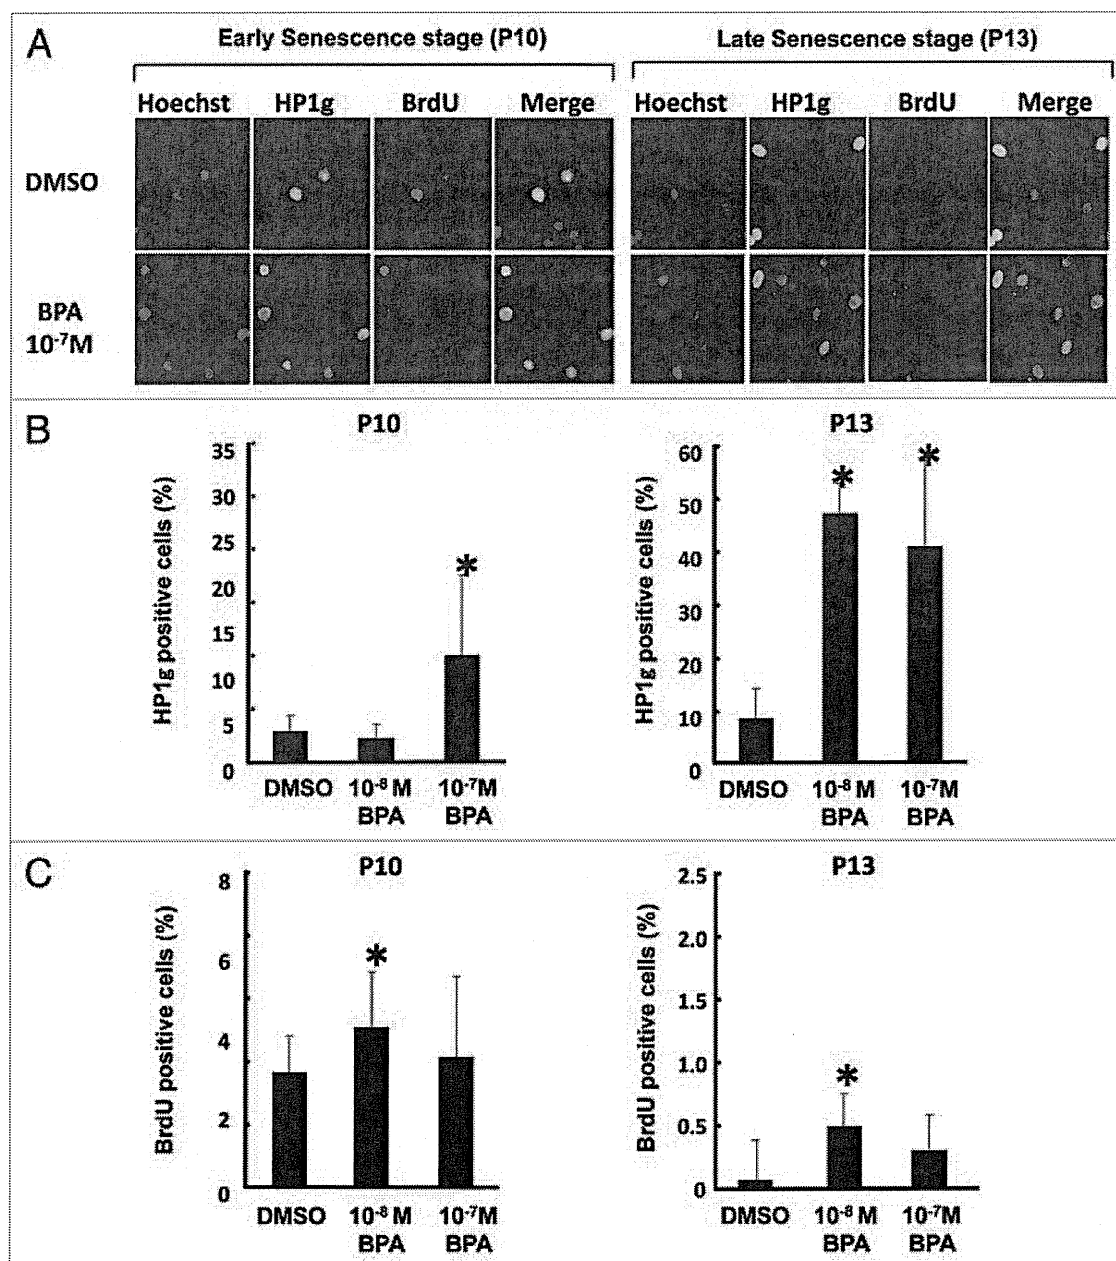 A
Early Senescence stage (P10)
Late Senescence stage (P13)
Hoechst HP1g BrdU Merge
Hoechst HP1g BrdU Merge
DMSO
BPA
10⁻⁷M
B
P10
HP1g positive cells (%)
35
30
25
20
15
10
5
0
*
DMSO
10⁻⁸ M
BPA
10⁻⁷M
BPA
P13
HP1g positive cells (%)
60
50
40
30
20
10
0
*
*
DMSO
10⁻⁸ M
BPA
10⁻⁷M
BPA
C
P10
BrdU positive cells (%)
8
6
4
2
0
*
DMSO
10⁻⁸ M
BPA
10⁻⁷M
BPA
P13
BrdU positive cells (%)
2.5
2.0
1.5
1.0
0.5
0
*
DMSO
10⁻⁸ M
BPA
10⁻⁷M
BPA